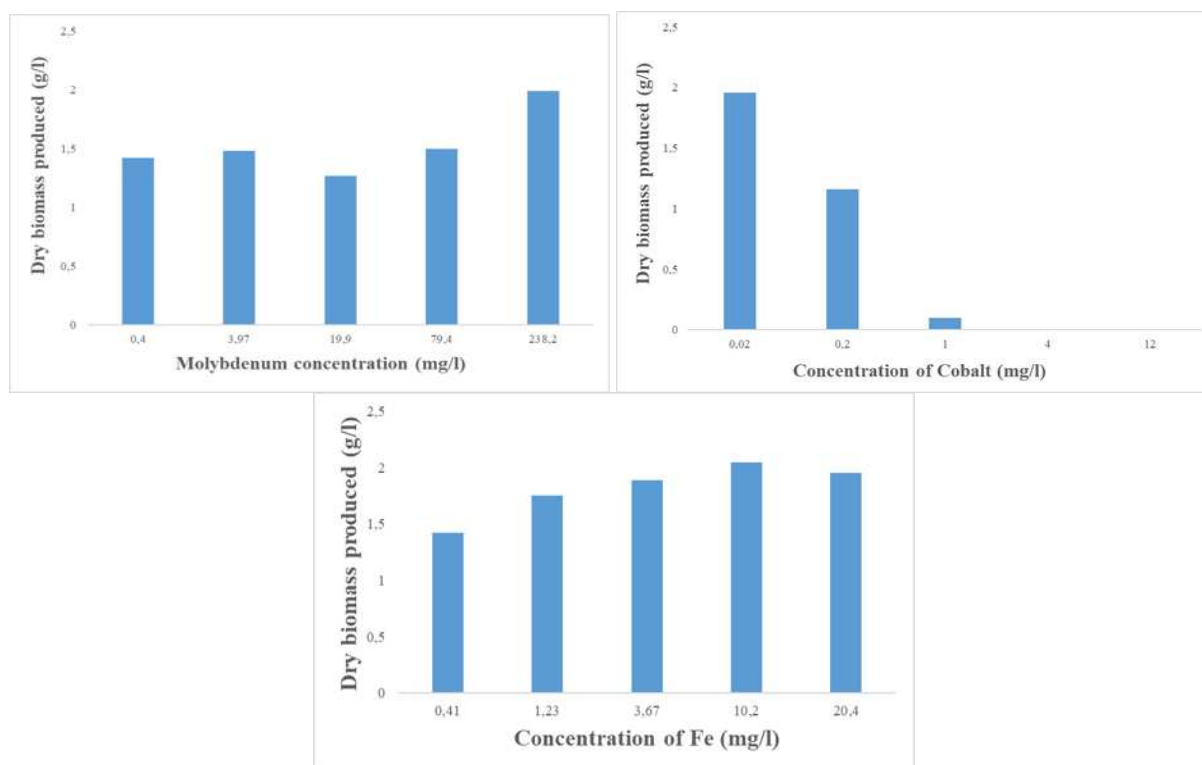 2,5
2
1,5
1
0,5
0
Dry biomass produced (g/l)
0,4 3,97 19,9 79,4 238,2
Molybdenum concentration (mg/l)
2,5
2
1,5
1
0,5
0
Dry biomass produced (g/l)
0,02 0,2 1 4 12
Concentration of Cobalt (mg/l)
2,5
2
1,5
1
0,5
0
Dry biomass produced (g/l)
0,41 1,23 3,67 10,2 20,4
Concentration of Fe (mg/l)